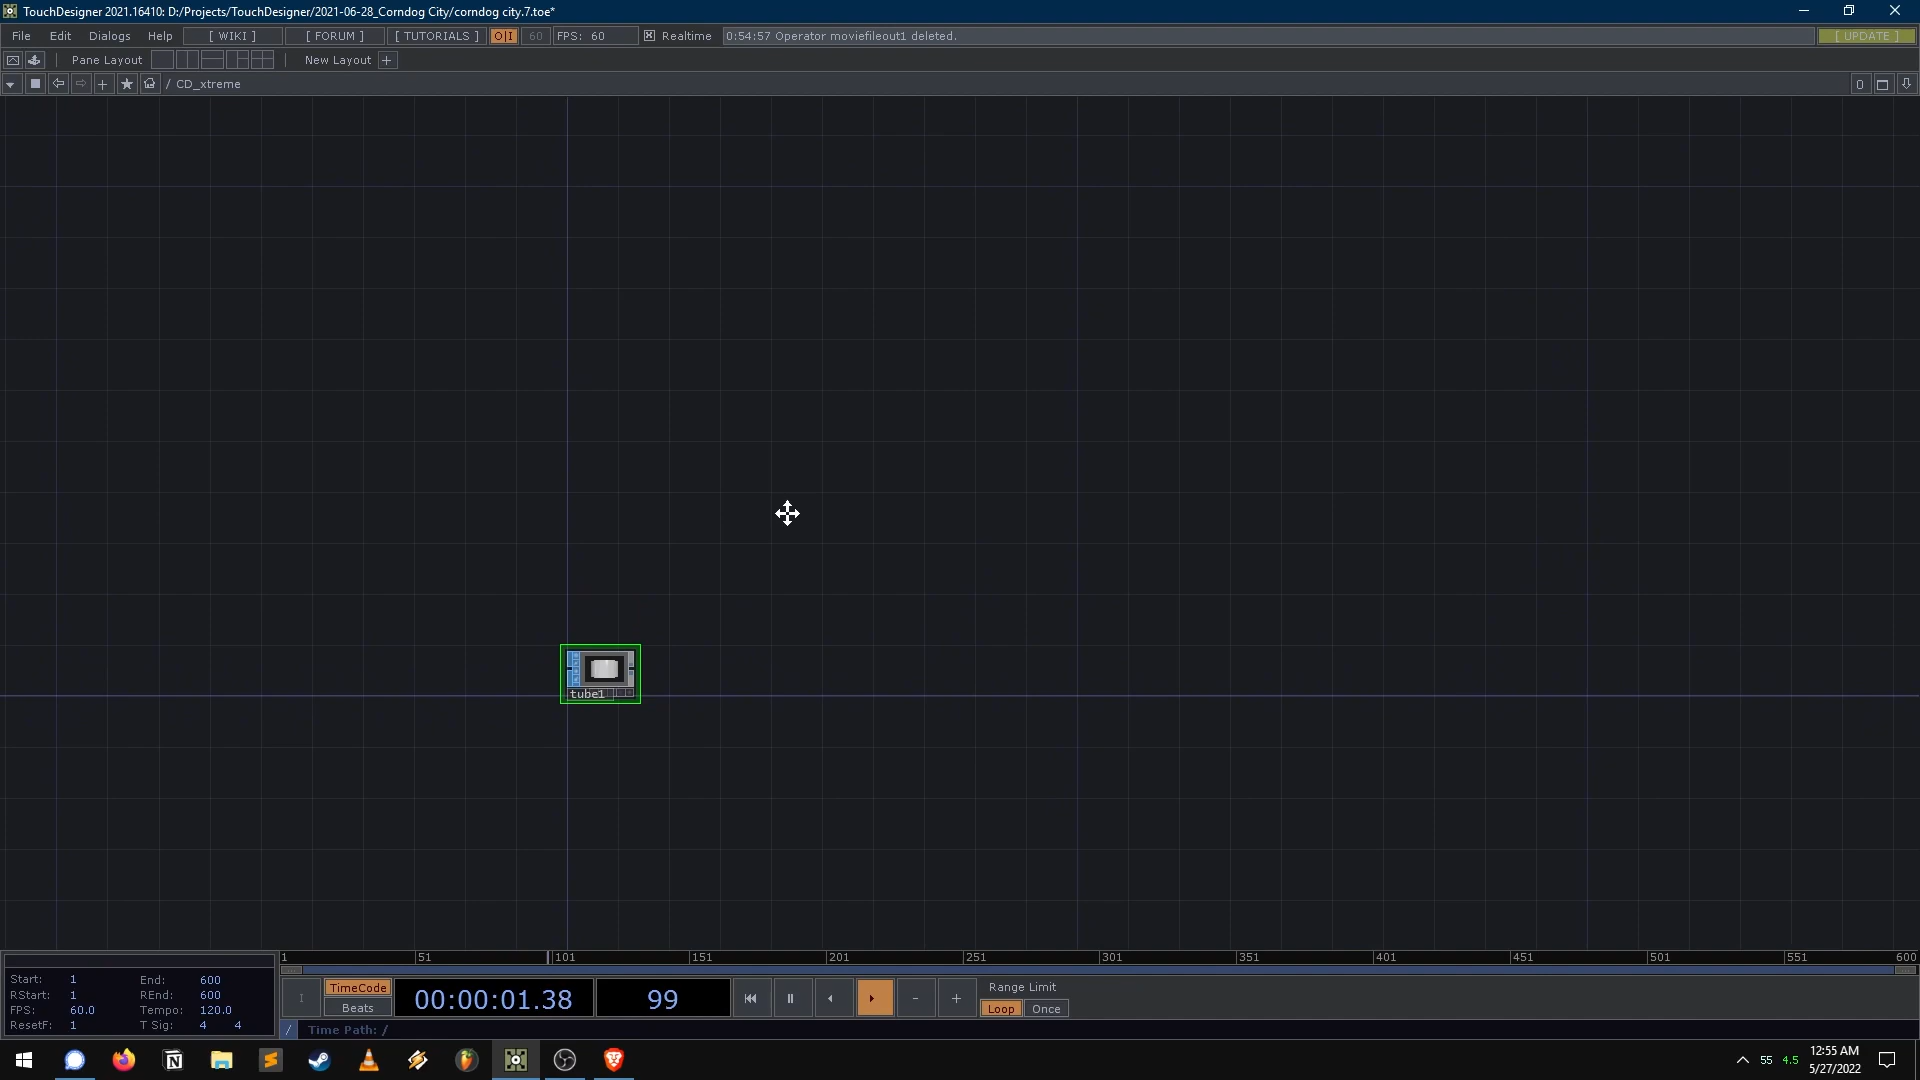 TouchDesigner 2021.16410: D:/Projects/TouchDesigner/2021-06-28_Corndog City/corndog city.7.toe*
File Edit Dialogs Help [ WIKI ] [ FORUM ] [ TUTORIALS ] O|I 60 FPS: 60 Realtime 0:54:57 Operator moviefileout1 deleted. [ UPDATE ]
Pane Layout New Layout +
/ CD_xtreme 0
tube1
1 51 101 151 201 251 301 351 401 451 501 551 600
Start: 1 End: 600
RStart: 1 REnd: 600
FPS: 60.0 Tempo: 120.0
ResetF: 1 T Sig: 4 4
TimeCode
Beats
00:00:01.38
99
Range Limit
Loop Once
/ Time Path: /
55 4.5 12:55 AM
5/27/2022